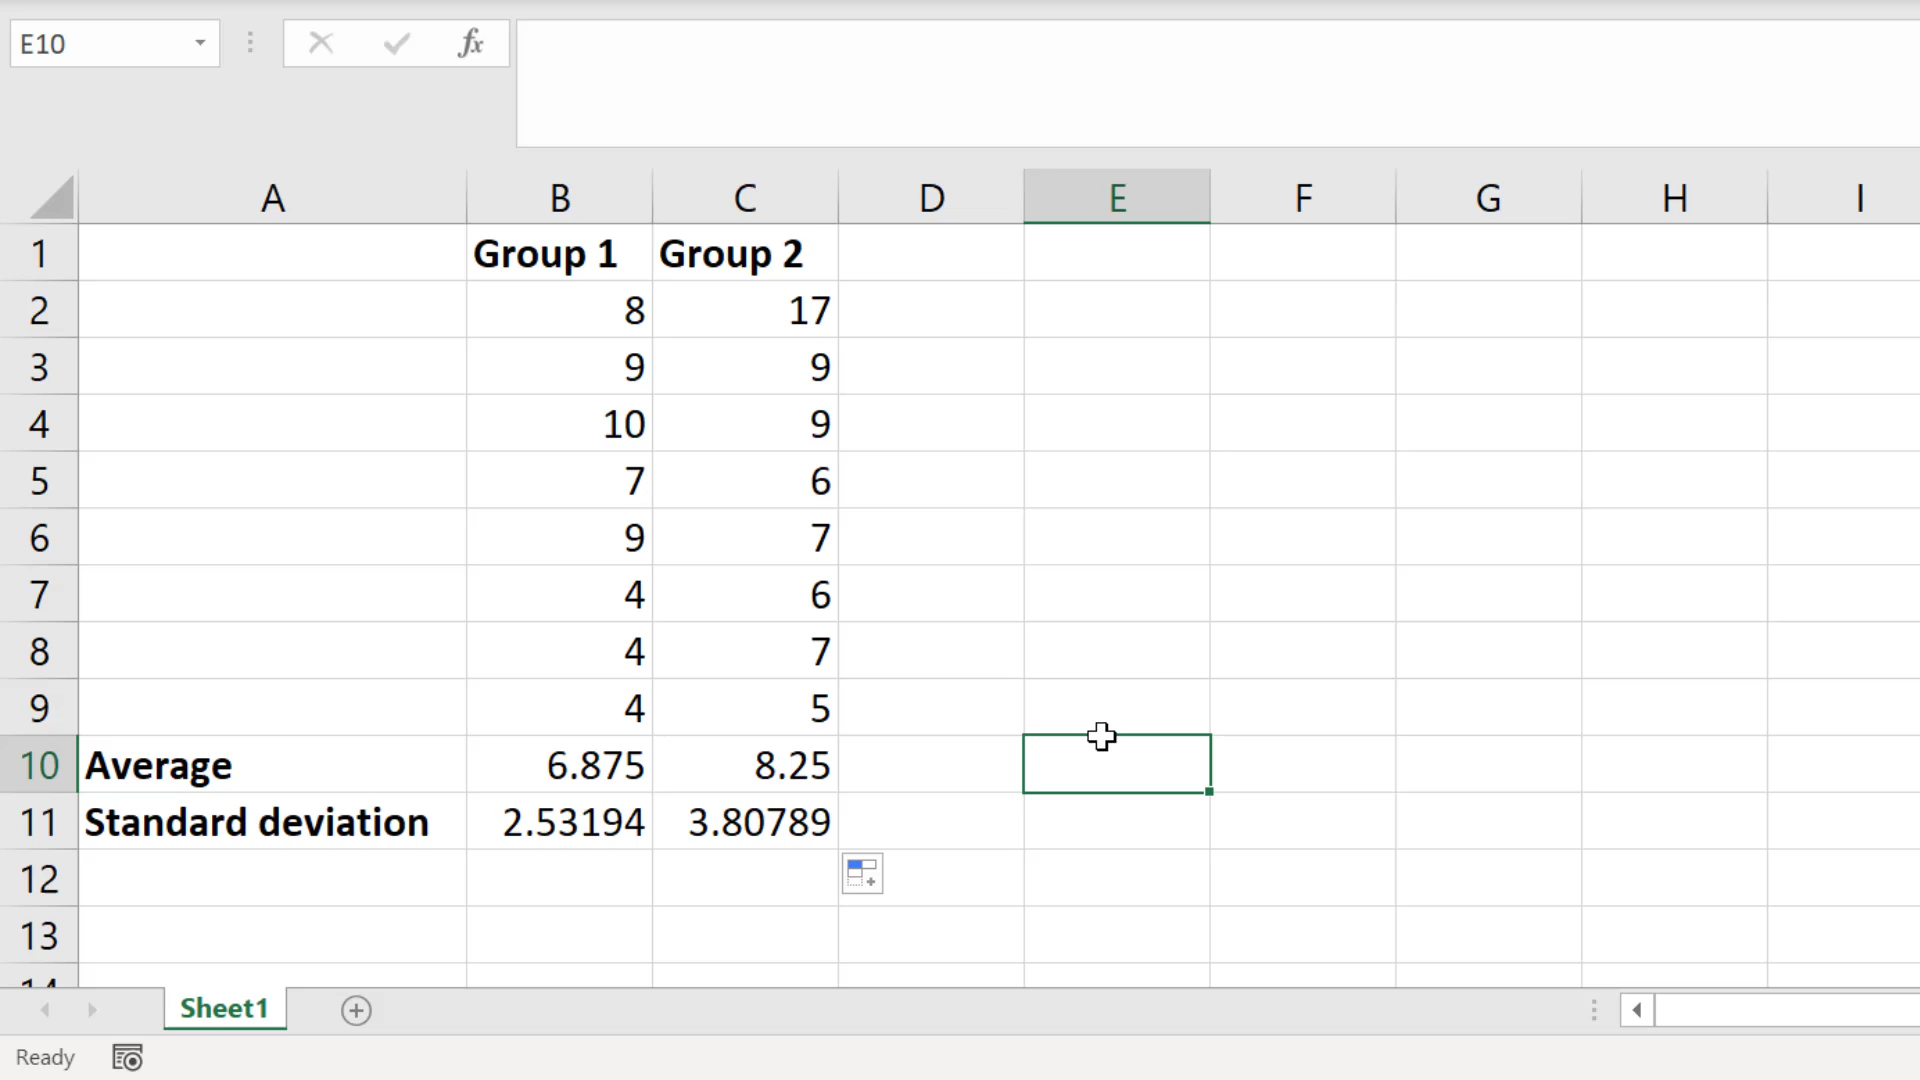 E10
fx
A B C D E F G H I
1 Group 1 Group 2
2 8 17
3 9 9
4 10 9
5 7 6
6 9 7
7 4 6
8 4 7
9 4 5
10 Average 6.875 8.25
11 Standard deviation 2.53194 3.80789
12
13
14
Sheet1
Ready